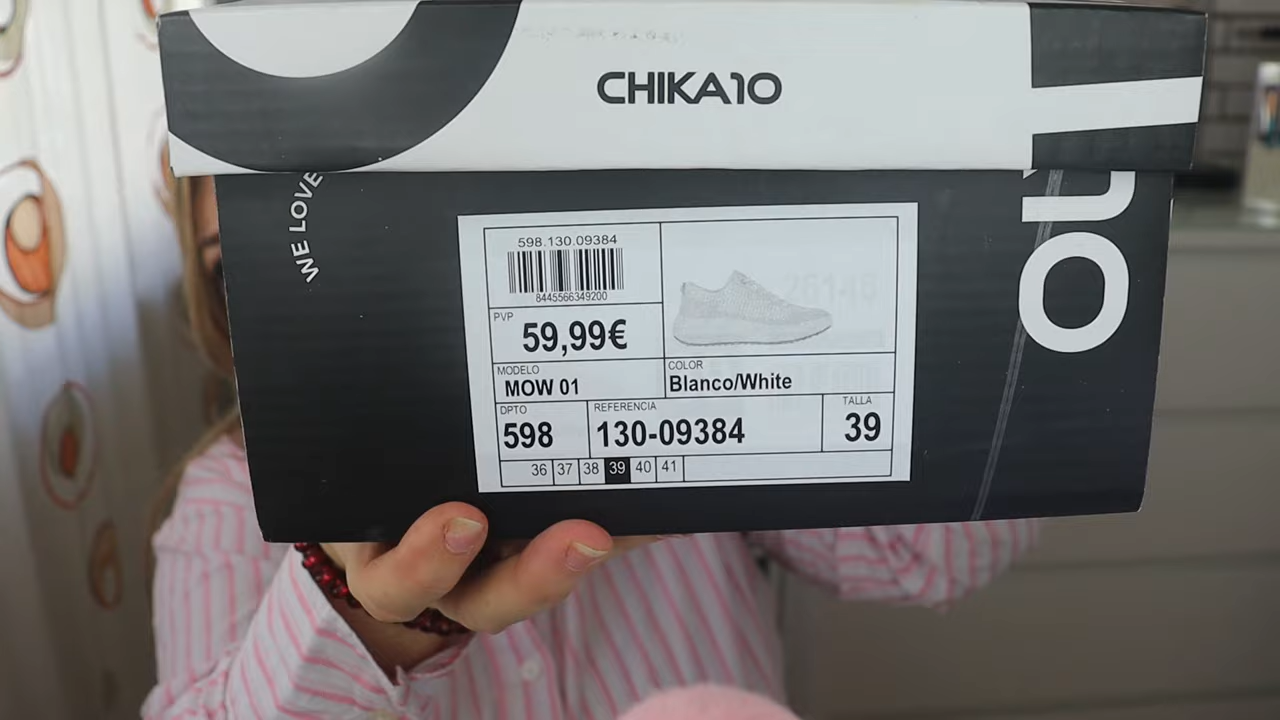 CHIKA10
WE LOVE
598.130.09384
8445566349200
PVP
59,99€
MODELO
MOW 01
COLOR
Blanco/White
DPTO
598
REFERENCIA
130-09384
TALLA
39
36 37 38 39 40 41